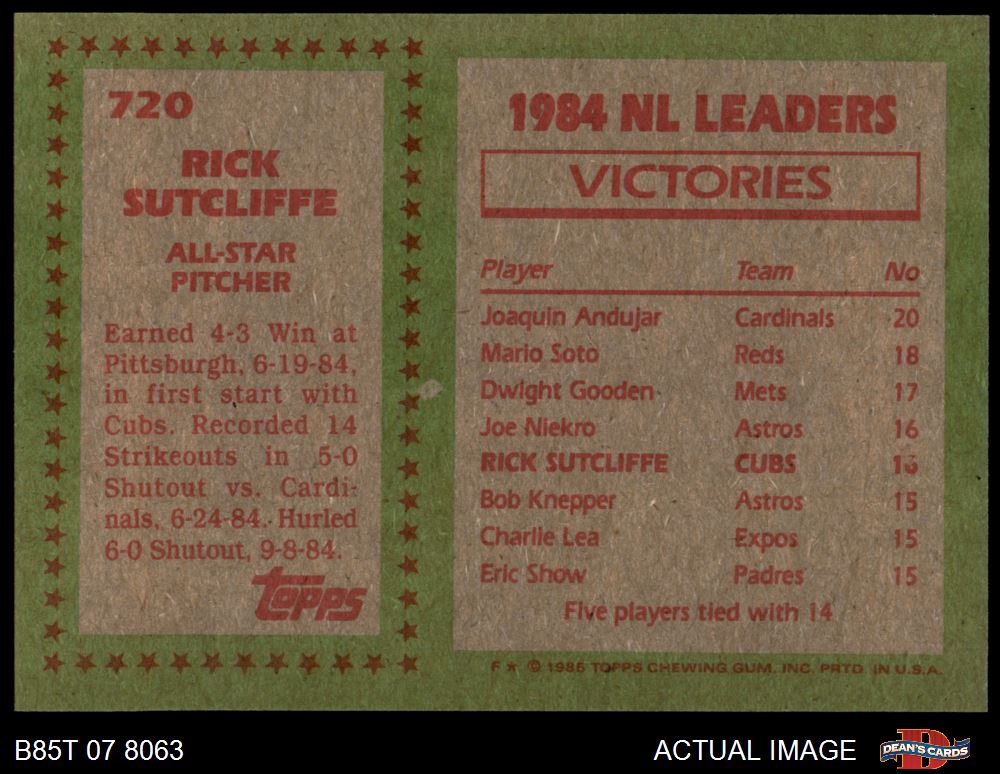 720
RICK
SUTCLIFFE
ALL-STAR
PITCHER
Earned 4-3 Win at
Pittsburgh, 6-19-84,
in first start with
Cubs. Recorded 14
Strikeouts in 5-0
Shutout vs. Cardi-
nals, 6-24-84. Hurled
6-0 Shutout, 9-8-84.
topps
1984 NL LEADERS
VICTORIES
Player Team No
Joaquin Andujar Cardinals 20
Mario Soto Reds 18
Dwight Gooden Mets 17
Joe Niekro Astros 16
RICK SUTCLIFFE CUBS 16
Bob Knepper Astros 15
Charlie Lea Expos 15
Eric Show Padres 15
Five players tied with 14
F ★ © 1985 TOPPS CHEWING GUM, INC. PRTD. IN U.S.A.
B85T 07 8063
ACTUAL IMAGE
DEAN'S CARDS